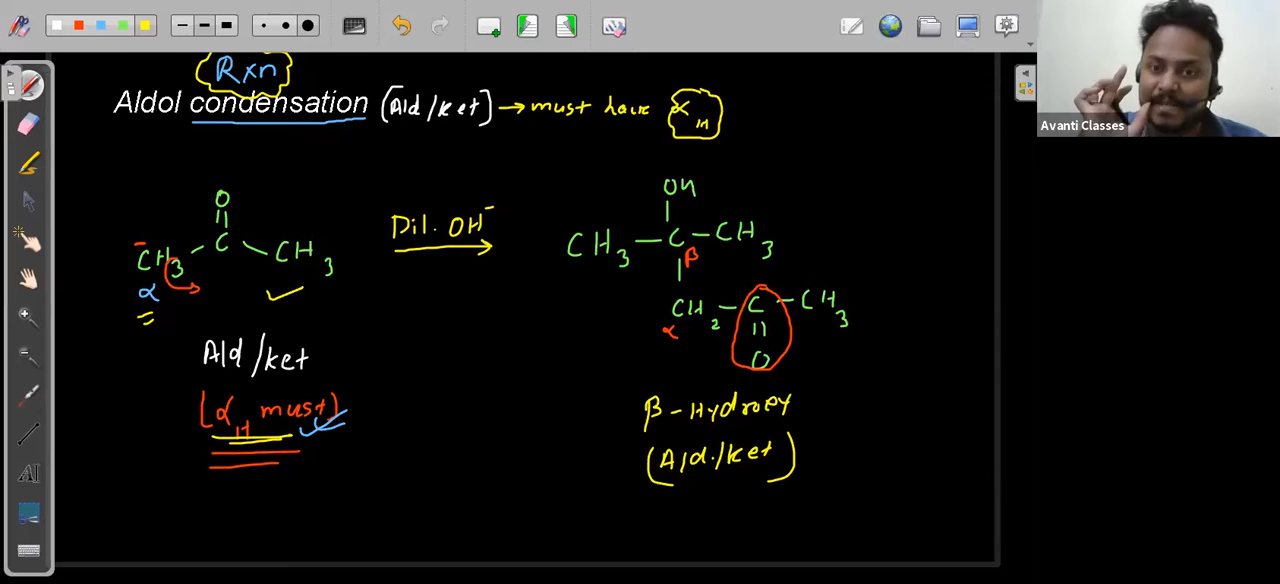 Rxn
Aldol condensation (Ald/ket) → must have α H
Avanti Classes
O
||
CH3 – C – CH3
α
Dil. OH⁻
OH
|
CH3 – C – CH3
β
|
CH2 – C – CH3
α
||
O
Ald/ket
(α H must)
β-Hydroxy
(Ald./ket)
AI